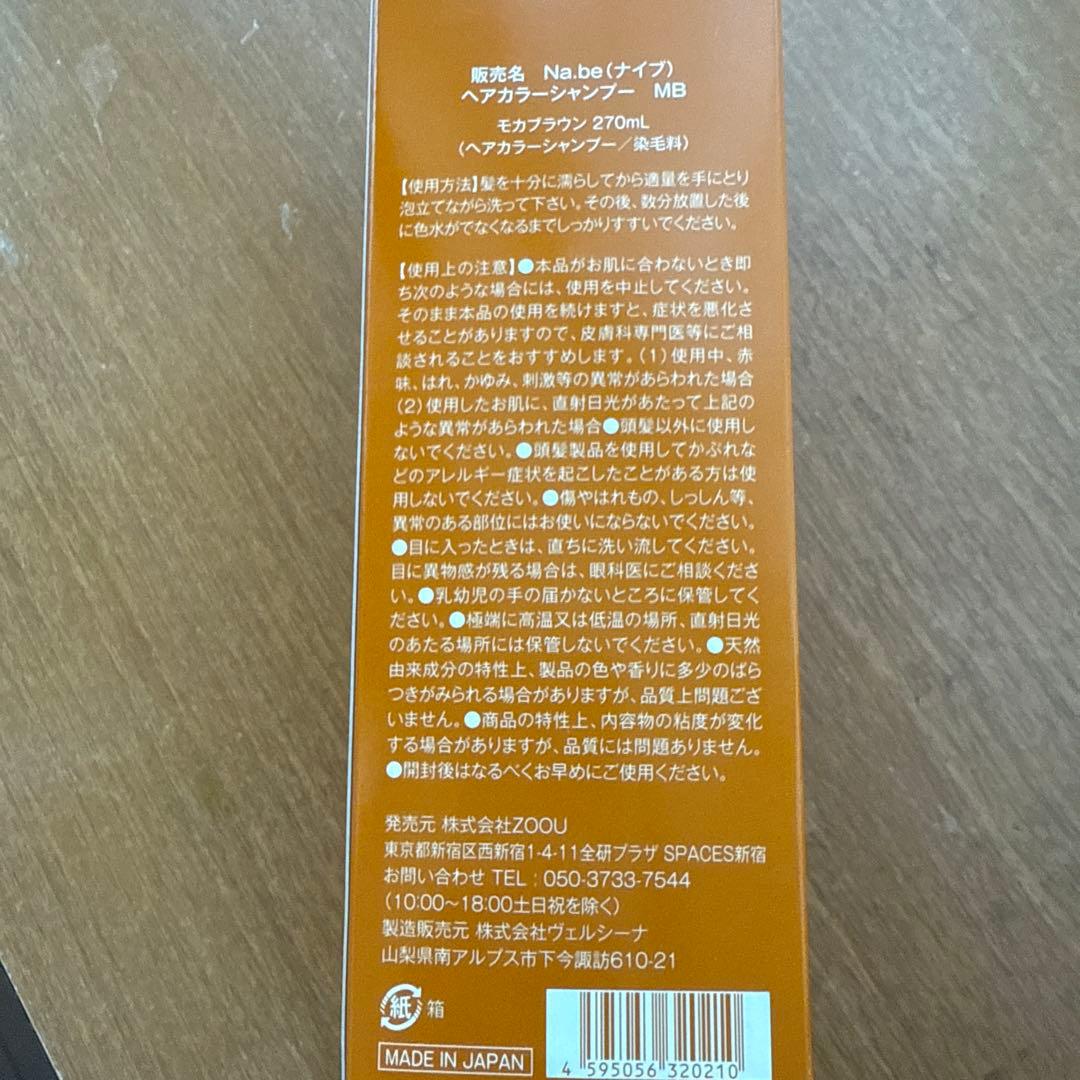 販売名　Na.be(ナイブ)
ヘアカラーシャンプー　MB
モカブラウン 270mL
(ヘアカラーシャンプー／染毛料)
【使用方法】髪を十分に濡らしてから適量を手にとり
泡立てながら洗って下さい。その後、数分放置した後
に色水がでなくなるまでしっかりすすいでください。
【使用上の注意】●本品がお肌に合わないとき即
ち次のような場合には、使用を中止してください。
そのまま本品の使用を続けますと、症状を悪化さ
せることがありますので、皮膚科専門医等にご相
談されることをおすすめします。(1)使用中、赤
味、はれ、かゆみ、刺激等の異常があらわれた場合
(2)使用したお肌に、直射日光があたって上記の
ような異常があらわれた場合●頭髪以外に使用し
ないでください。●頭髪製品を使用してかぶれな
どのアレルギー症状を起こしたことがある方は使
用しないでください。●傷やはれもの、しっしん等、
異常のある部位にはお使いにならないでください。
●目に入ったときは、直ちに洗い流してください。
目に異物感が残る場合は、眼科医にご相談くださ
い。●乳幼児の手の届かないところに保管してく
ださい。●極端に高温又は低温の場所、直射日光
のあたる場所には保管しないでください。●天然
由来成分の特性上、製品の色や香りに多少のばら
つきがみられる場合がありますが、品質上問題ござ
いません。●商品の特性上、内容物の粘度が変化
する場合がありますが、品質には問題ありません。
●開封後はなるべくお早めにご使用ください。
発売元 株式会社ZOOU
東京都新宿区西新宿1-4-11全研プラザ SPACES新宿
お問い合わせ TEL : 050-3733-7544
(10:00～18:00土日祝を除く)
製造販売元 株式会社ヴェルシーナ
山梨県南アルプス市下今諏訪610-21
紙 箱
MADE IN JAPAN
4 595056 320210